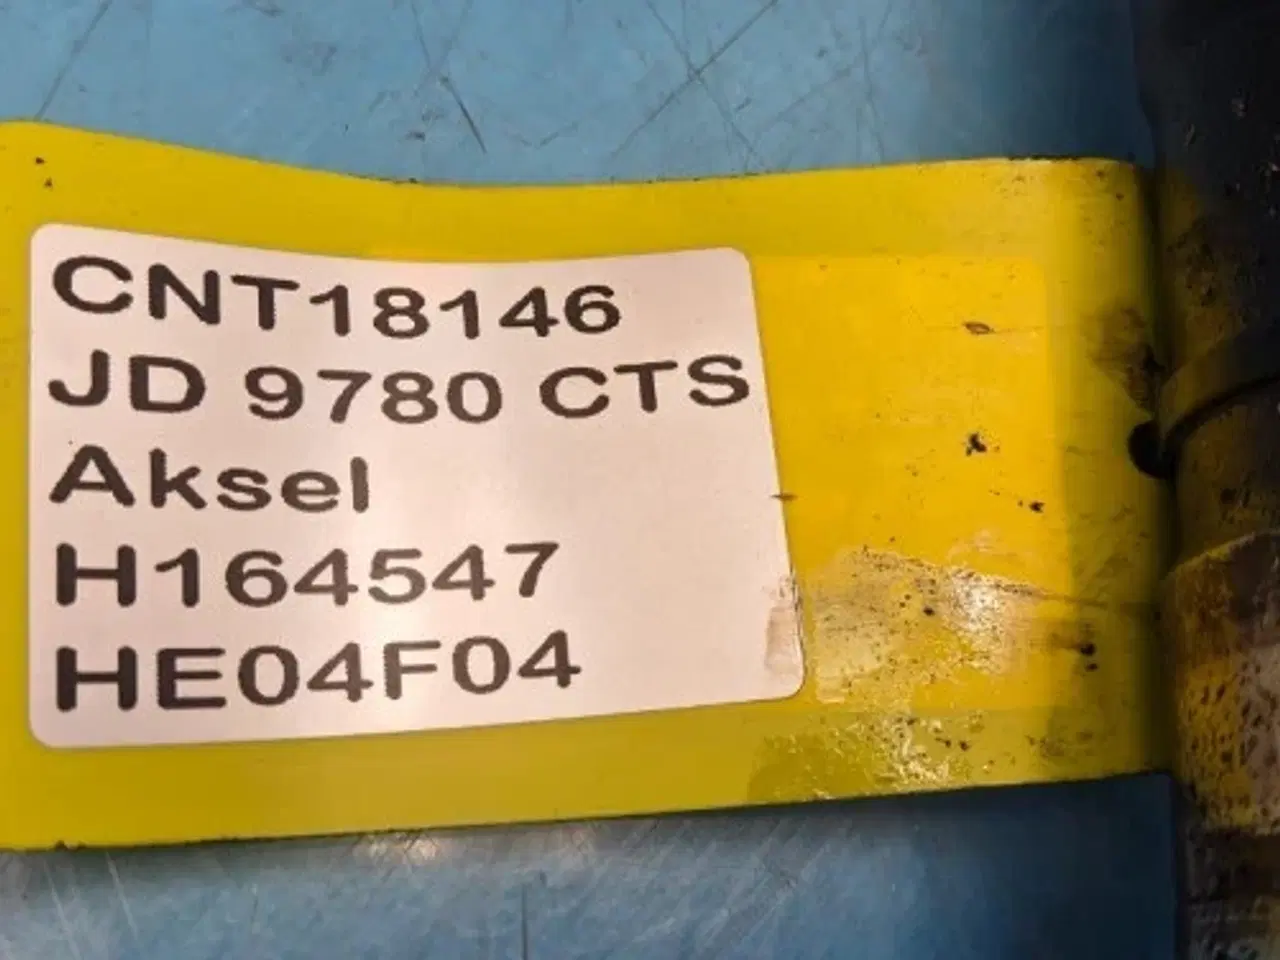 CNT18146
JD 9780 CTS
Aksel
H164547
HE04F04